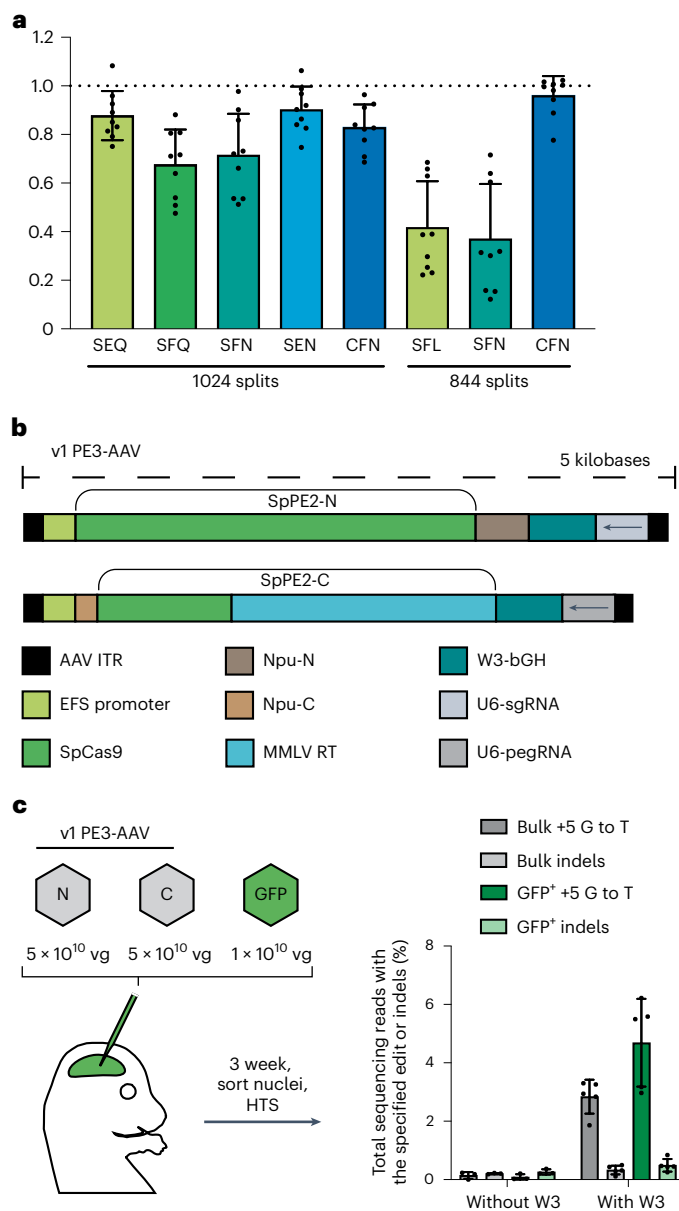 a
1.2
1.0
0.8
0.6
0.4
0.2
0
SEQ SFQ SFN SEN CFN SFL SFN CFN
1024 splits 844 splits
b
v1 PE3-AAV
5 kilobases
SpPE2-N
SpPE2-C
AAV ITR Npu-N W3-bGH
EFS promoter Npu-C U6-sgRNA
SpCas9 MMLV RT U6-pegRNA
c
v1 PE3-AAV
N C GFP
5 × 10¹⁰ vg 5 × 10¹⁰ vg 1 × 10¹⁰ vg
3 week,
sort nuclei,
HTS
Bulk +5 G to T
Bulk indels
GFP⁺ +5 G to T
GFP⁺ indels
Total sequencing reads with
the specified edit or indels (%)
8
6
4
2
0
Without W3 With W3